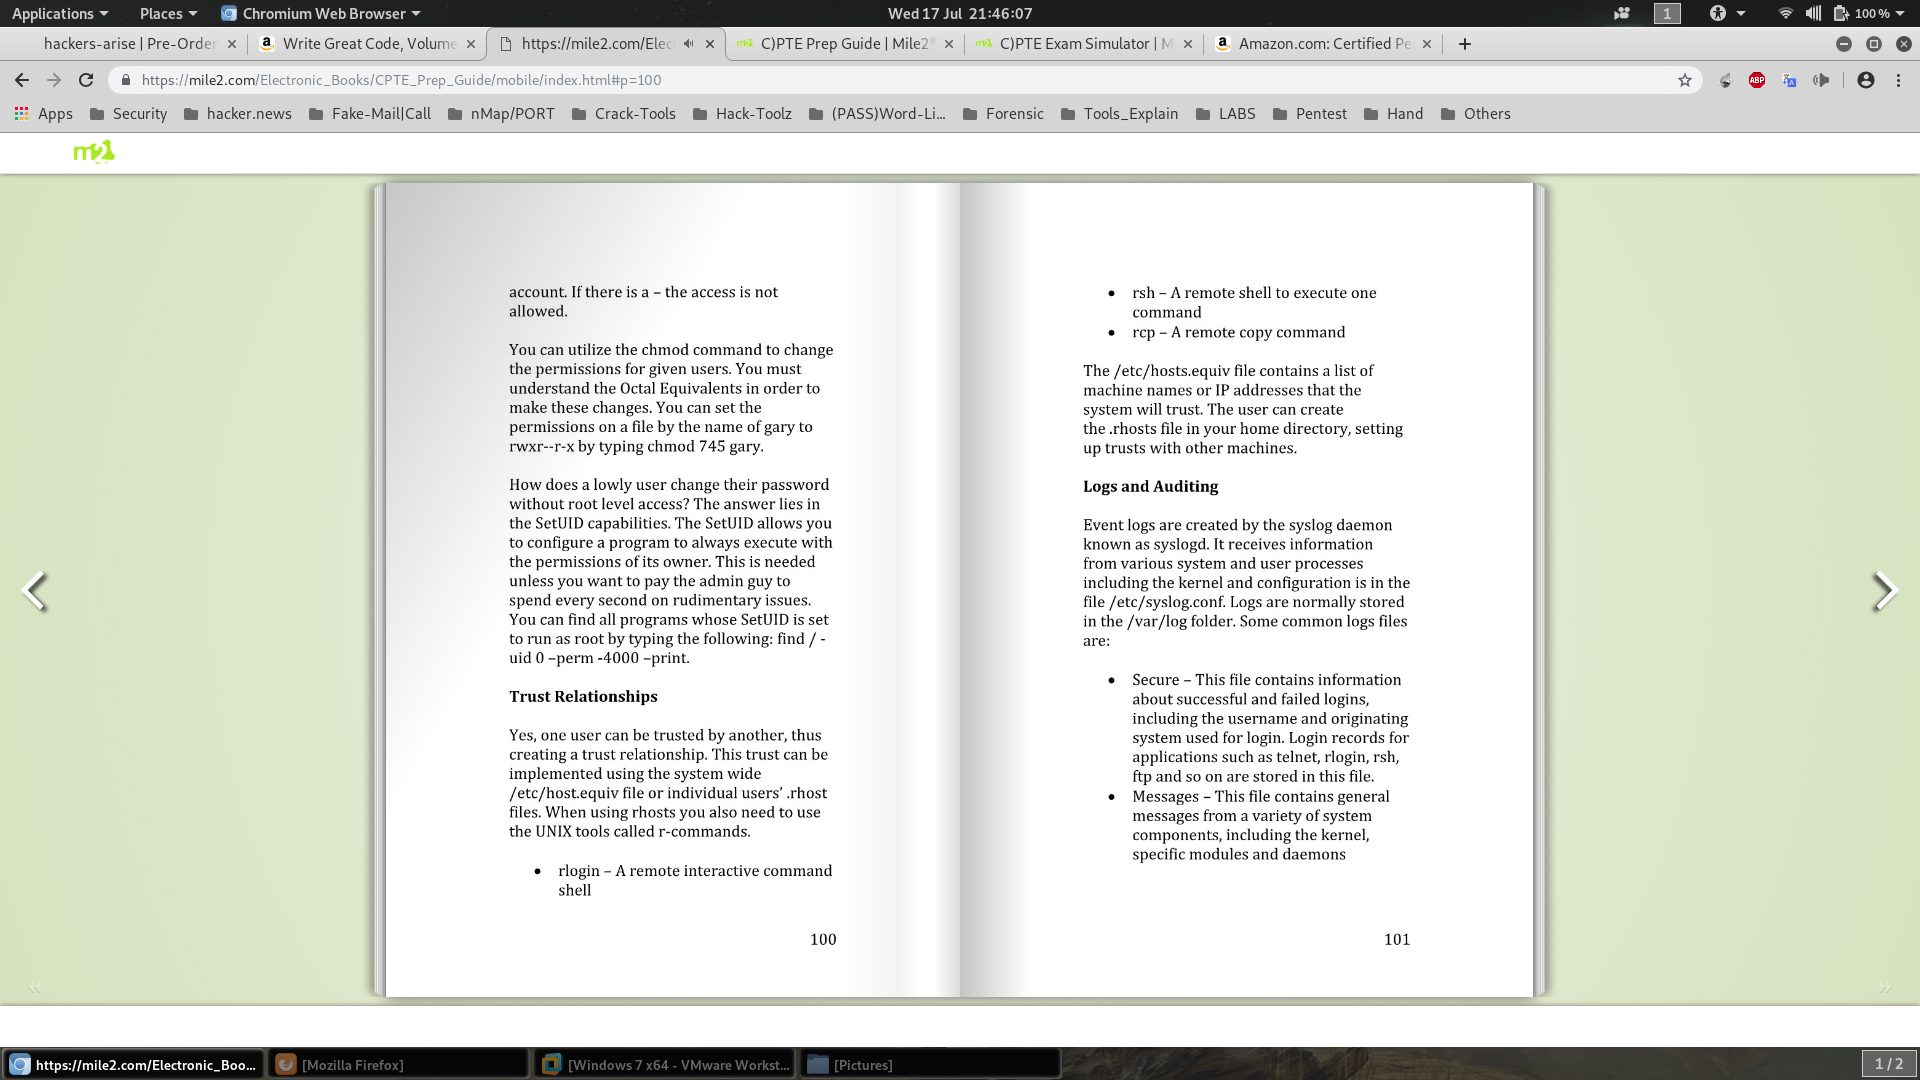 Applications Places Chromium Web Browser Wed 17 Jul 21:46:07 1 100 %
hackers-arise | Pre-Order Write Great Code, Volume https://mile2.com/Elec C)PTE Prep Guide | Mile2® C)PTE Exam Simulator | M Amazon.com: Certified Pe
https://mile2.com/Electronic_Books/CPTE_Prep_Guide/mobile/index.html#p=100 ABP
Apps Security hacker.news Fake-Mail|Call nMap/PORT Crack-Tools Hack-Toolz (PASS)Word-Li... Forensic Tools_Explain LABS Pentest Hand Others
m2
account. If there is a – the access is not
allowed.
You can utilize the chmod command to change
the permissions for given users. You must
understand the Octal Equivalents in order to
make these changes. You can set the
permissions on a file by the name of gary to
rwxr--r-x by typing chmod 745 gary.
How does a lowly user change their password
without root level access? The answer lies in
the SetUID capabilities. The SetUID allows you
to configure a program to always execute with
the permissions of its owner. This is needed
unless you want to pay the admin guy to
spend every second on rudimentary issues.
You can find all programs whose SetUID is set
to run as root by typing the following: find / -
uid 0 –perm -4000 –print.
Trust Relationships
Yes, one user can be trusted by another, thus
creating a trust relationship. This trust can be
implemented using the system wide
/etc/host.equiv file or individual users’ .rhost
files. When using rhosts you also need to use
the UNIX tools called r-commands.
• rlogin – A remote interactive command
shell
100
• rsh – A remote shell to execute one
command
• rcp – A remote copy command
The /etc/hosts.equiv file contains a list of
machine names or IP addresses that the
system will trust. The user can create
the .rhosts file in your home directory, setting
up trusts with other machines.
Logs and Auditing
Event logs are created by the syslog daemon
known as syslogd. It receives information
from various system and user processes
including the kernel and configuration is in the
file /etc/syslog.conf. Logs are normally stored
in the /var/log folder. Some common logs files
are:
• Secure – This file contains information
about successful and failed logins,
including the username and originating
system used for login. Login records for
applications such as telnet, rlogin, rsh,
ftp and so on are stored in this file.
• Messages – This file contains general
messages from a variety of system
components, including the kernel,
specific modules and daemons
101
https://mile2.com/Electronic_Boo... [Mozilla Firefox] [Windows 7 x64 - VMware Workst... [Pictures] 1 / 2